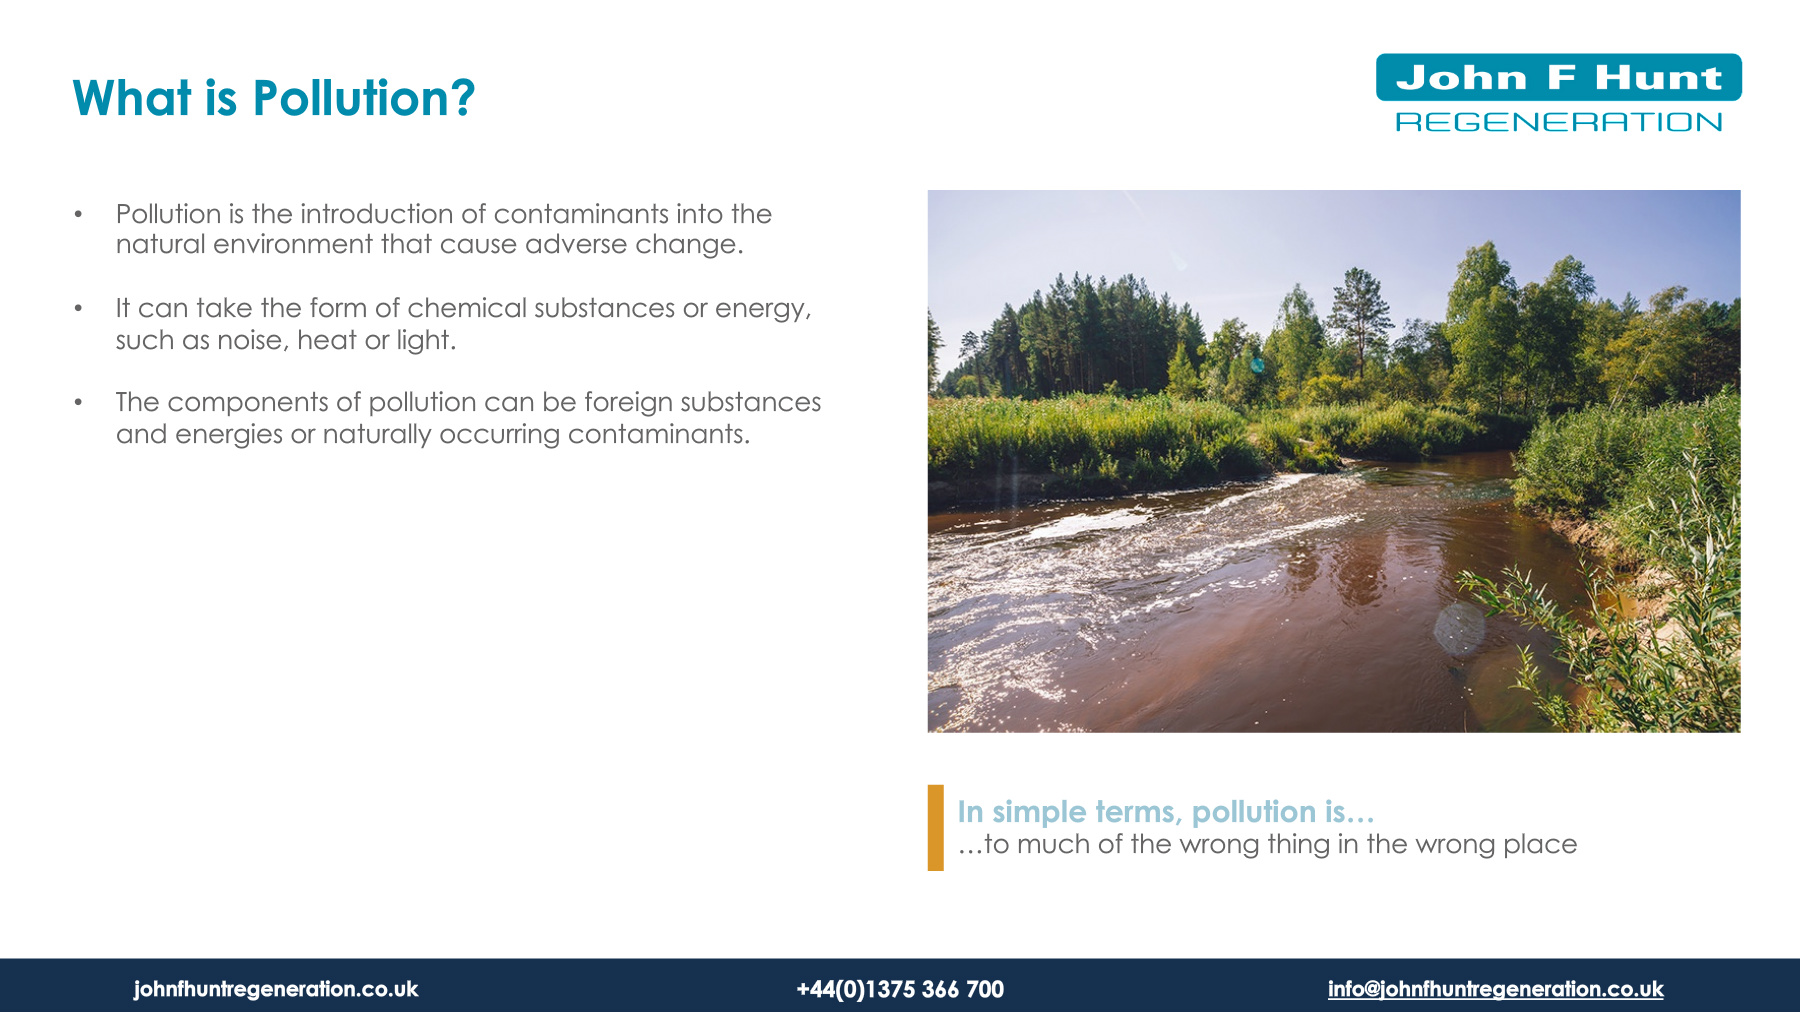 What is Pollution?
John F Hunt
REGENERATION
• Pollution is the introduction of contaminants into the
natural environment that cause adverse change.
• It can take the form of chemical substances or energy,
such as noise, heat or light.
• The components of pollution can be foreign substances
and energies or naturally occurring contaminants.
In simple terms, pollution is…
…to much of the wrong thing in the wrong place
johnfhuntregeneration.co.uk
+44(0)1375 366 700
info@johnfhuntregeneration.co.uk